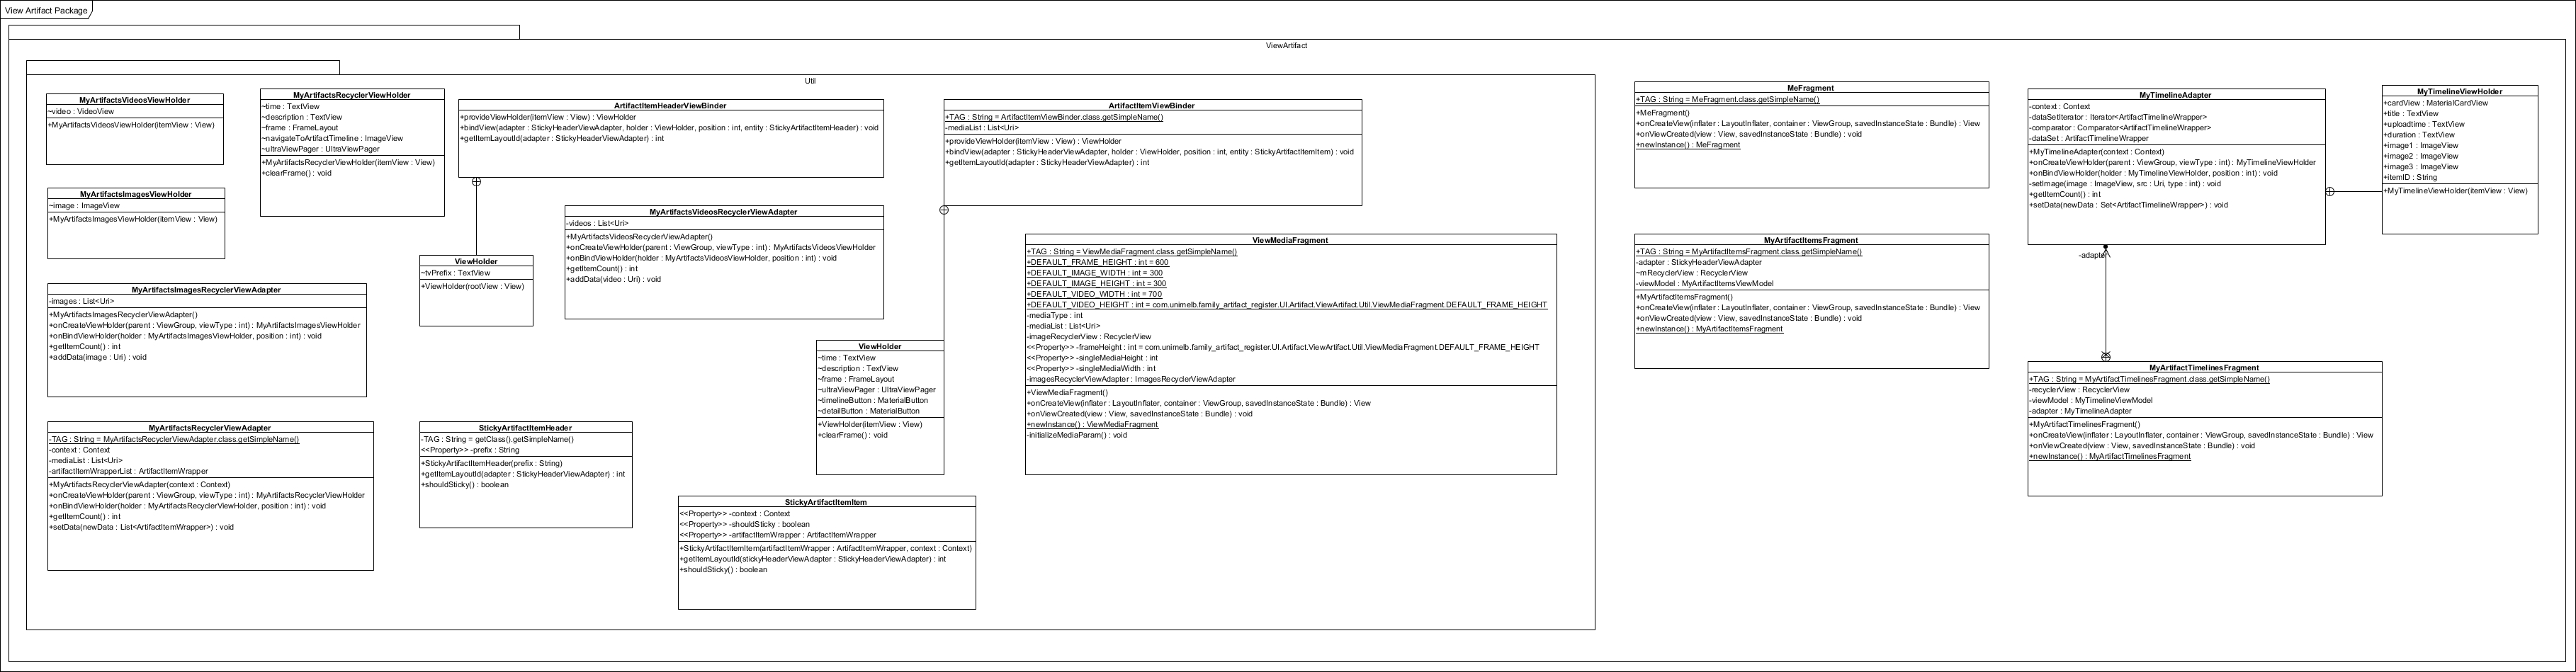 View Artifact Package
ViewArtifact
Util
MyArtifactsVideosViewHolder
~video : VideoView
+MyArtifactsVideosViewHolder(itemView : View)
MyArtifactsRecyclerViewHolder
~time : TextView
~description : TextView
~frame : FrameLayout
~navigateToArtifactTimeline : ImageView
~ultraViewPager : UltraViewPager
+MyArtifactsRecyclerViewHolder(itemView : View)
+clearFrame() : void
ArtifactItemHeaderViewBinder
+provideViewHolder(itemView : View) : ViewHolder
+bindView(adapter : StickyHeaderViewAdapter, holder : ViewHolder, position : int, entity : StickyArtifactItemHeader) : void
+getItemLayoutId(adapter : StickyHeaderViewAdapter) : int
ArtifactItemViewBinder
+TAG : String = ArtifactItemViewBinder.class.getSimpleName()
-mediaList : List<Uri>
+provideViewHolder(itemView : View) : ViewHolder
+bindView(adapter : StickyHeaderViewAdapter, holder : ViewHolder, position : int, entity : StickyArtifactItemItem) : void
+getItemLayoutId(adapter : StickyHeaderViewAdapter) : int
MyArtifactsImagesViewHolder
~image : ImageView
+MyArtifactsImagesViewHolder(itemView : View)
MyArtifactsVideosRecyclerViewAdapter
-videos : List<Uri>
+MyArtifactsVideosRecyclerViewAdapter()
+onCreateViewHolder(parent : ViewGroup, viewType : int) : MyArtifactsVideosViewHolder
+onBindViewHolder(holder : MyArtifactsVideosViewHolder, position : int) : void
+getItemCount() : int
+addData(video : Uri) : void
ViewHolder
~tvPrefix : TextView
+ViewHolder(rootView : View)
MyArtifactsImagesRecyclerViewAdapter
-images : List<Uri>
+MyArtifactsImagesRecyclerViewAdapter()
+onCreateViewHolder(parent : ViewGroup, viewType : int) : MyArtifactsImagesViewHolder
+onBindViewHolder(holder : MyArtifactsImagesViewHolder, position : int) : void
+getItemCount() : int
+addData(image : Uri) : void
ViewMediaFragment
+TAG : String = ViewMediaFragment.class.getSimpleName()
+DEFAULT_FRAME_HEIGHT : int = 600
+DEFAULT_IMAGE_WIDTH : int = 300
+DEFAULT_IMAGE_HEIGHT : int = 300
+DEFAULT_VIDEO_WIDTH : int = 700
+DEFAULT_VIDEO_HEIGHT : int = com.unimelb.family_artifact_register.UI.Artifact.ViewArtifact.Util.ViewMediaFragment.DEFAULT_FRAME_HEIGHT
-mediaType : int
-mediaList : List<Uri>
-imageRecyclerView : RecyclerView
<<Property>> -frameHeight : int = com.unimelb.family_artifact_register.UI.Artifact.ViewArtifact.Util.ViewMediaFragment.DEFAULT_FRAME_HEIGHT
<<Property>> -singleMediaHeight : int
<<Property>> -singleMediaWidth : int
-imagesRecyclerViewAdapter : ImagesRecyclerViewAdapter
+ViewMediaFragment()
+onCreateView(inflater : LayoutInflater, container : ViewGroup, savedInstanceState : Bundle) : View
+onViewCreated(view : View, savedInstanceState : Bundle) : void
+newInstance() : ViewMediaFragment
-initializeMediaParam() : void
ViewHolder
~time : TextView
~description : TextView
~frame : FrameLayout
~ultraViewPager : UltraViewPager
~timelineButton : MaterialButton
~detailButton : MaterialButton
+ViewHolder(itemView : View)
+clearFrame() : void
MyArtifactsRecyclerViewAdapter
-TAG : String = MyArtifactsRecyclerViewAdapter.class.getSimpleName()
-context : Context
-mediaList : List<Uri>
-artifactItemWrapperList : ArtifactItemWrapper
+MyArtifactsRecyclerViewAdapter(context : Context)
+onCreateViewHolder(parent : ViewGroup, viewType : int) : MyArtifactsRecyclerViewHolder
+onBindViewHolder(holder : MyArtifactsRecyclerViewHolder, position : int) : void
+getItemCount() : int
+setData(newData : List<ArtifactItemWrapper>) : void
StickyArtifactItemHeader
-TAG : String = getClass().getSimpleName()
<<Property>> -prefix : String
+StickyArtifactItemHeader(prefix : String)
+getItemLayoutId(adapter : StickyHeaderViewAdapter) : int
+shouldSticky() : boolean
StickyArtifactItemItem
<<Property>> -context : Context
<<Property>> -shouldSticky : boolean
<<Property>> -artifactItemWrapper : ArtifactItemWrapper
+StickyArtifactItemItem(artifactItemWrapper : ArtifactItemWrapper, context : Context)
+getItemLayoutId(stickyHeaderViewAdapter : StickyHeaderViewAdapter) : int
+shouldSticky() : boolean
MeFragment
+TAG : String = MeFragment.class.getSimpleName()
+MeFragment()
+onCreateView(inflater : LayoutInflater, container : ViewGroup, savedInstanceState : Bundle) : View
+onViewCreated(view : View, savedInstanceState : Bundle) : void
+newInstance() : MeFragment
MyArtifactItemsFragment
+TAG : String = MyArtifactItemsFragment.class.getSimpleName()
-adapter : StickyHeaderViewAdapter
~mRecyclerView : RecyclerView
-viewModel : MyArtifactItemsViewModel
+MyArtifactItemsFragment()
+onCreateView(inflater : LayoutInflater, container : ViewGroup, savedInstanceState : Bundle) : View
+onViewCreated(view : View, savedInstanceState : Bundle) : void
+newInstance() : MyArtifactItemsFragment
MyTimelineAdapter
-context : Context
-dataSetIterator : Iterator<ArtifactTimelineWrapper>
-comparator : Comparator<ArtifactTimelineWrapper>
-dataSet : ArtifactTimelineWrapper
+MyTimelineAdapter(context : Context)
+onCreateViewHolder(parent : ViewGroup, viewType : int) : MyTimelineViewHolder
+onBindViewHolder(holder : MyTimelineViewHolder, position : int) : void
-setImage(image : ImageView, src : Uri, type : int) : void
+getItemCount() : int
+setData(newData : Set<ArtifactTimelineWrapper>) : void
MyTimelineViewHolder
+cardView : MaterialCardView
+title : TextView
+uploadtime : TextView
+duration : TextView
+image1 : ImageView
+image2 : ImageView
+image3 : ImageView
+itemID : String
+MyTimelineViewHolder(itemView : View)
-adapter
MyArtifactTimelinesFragment
+TAG : String = MyArtifactTimelinesFragment.class.getSimpleName()
-recyclerView : RecyclerView
-viewModel : MyTimelineViewModel
-adapter : MyTimelineAdapter
+MyArtifactTimelinesFragment()
+onCreateView(inflater : LayoutInflater, container : ViewGroup, savedInstanceState : Bundle) : View
+onViewCreated(view : View, savedInstanceState : Bundle) : void
+newInstance() : MyArtifactTimelinesFragment